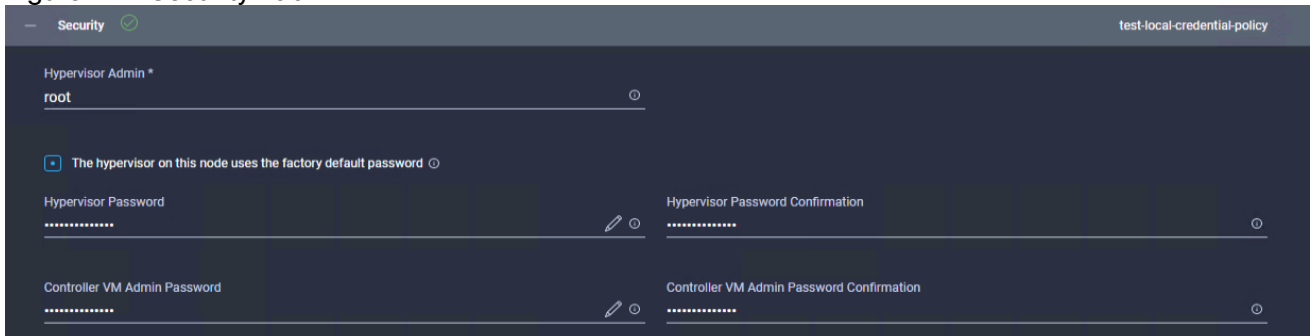 Security
test-local-credential-policy
Hypervisor Admin *
root
The hypervisor on this node uses the factory default password
Hypervisor Password
Hypervisor Password Confirmation
••••••••••••••
••••••••••••••
Controller VM Admin Password
Controller VM Admin Password Confirmation
••••••••••••••
••••••••••••••